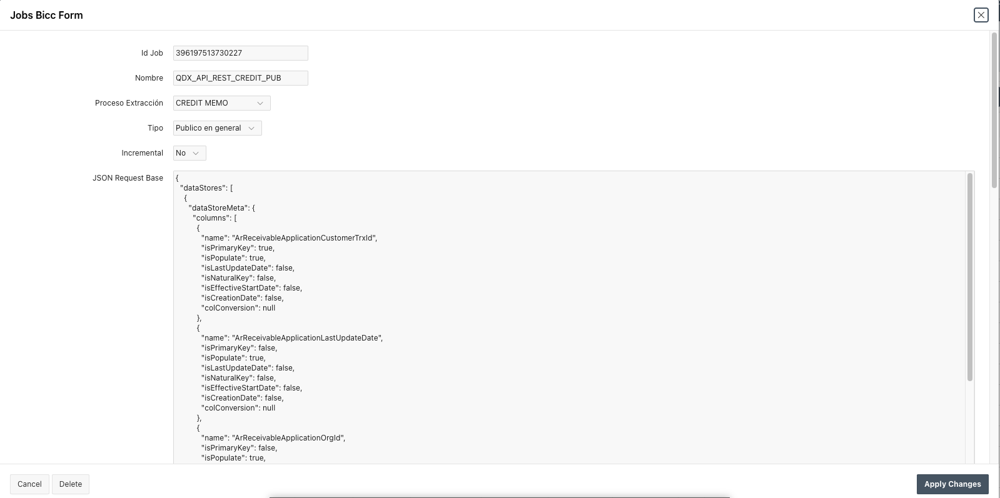 Jobs Bicc Form
Id Job 396197513730227
Nombre QDX_API_REST_CREDIT_PUB
Proceso Extracción CREDIT MEMO
Tipo Publico en general
Incremental No
JSON Request Base {
"dataStores": [
{
"dataStoreMeta": {
"columns": [
{
"name": "ArReceivableApplicationCustomerTrxId",
"isPrimaryKey": true,
"isPopulate": true,
"isLastUpdateDate": false,
"isNaturalKey": false,
"isEffectiveStartDate": false,
"isCreationDate": false,
"colConversion": null
},
{
"name": "ArReceivableApplicationLastUpdateDate",
"isPrimaryKey": false,
"isPopulate": true,
"isLastUpdateDate": false,
"isNaturalKey": false,
"isEffectiveStartDate": false,
"isCreationDate": false,
"colConversion": null
},
{
"name": "ArReceivableApplicationOrgId",
"isPrimaryKey": false,
"isPopulate": true,
Cancel Delete Apply Changes